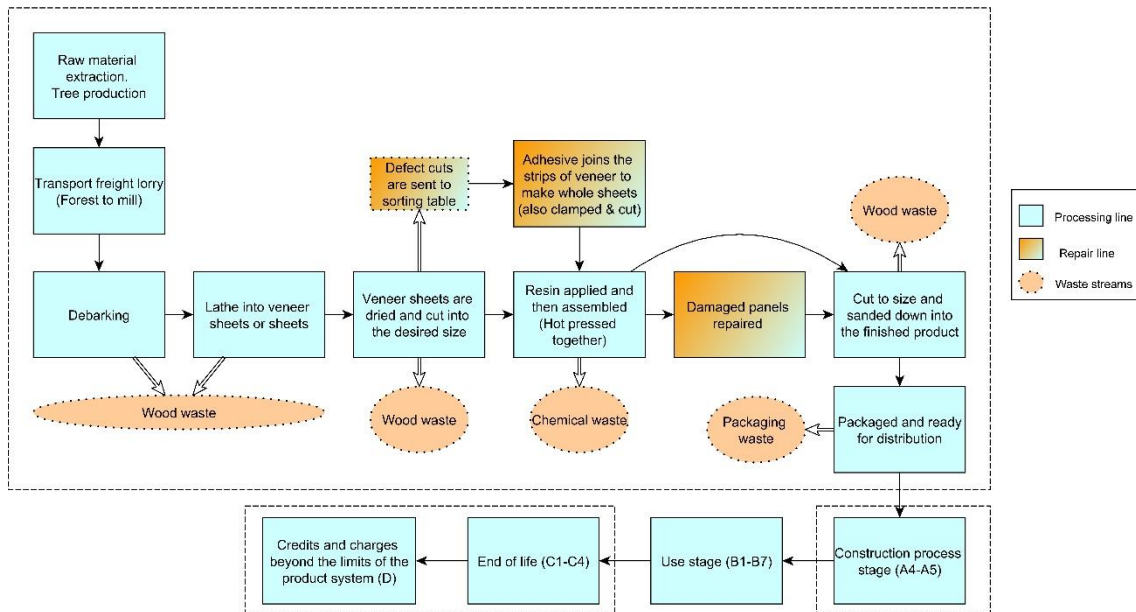 Raw material
extraction.
Tree production
Transport freight lorry
(Forest to mill)
Defect cuts
are sent to
sorting table
Adhesive joins the
strips of veneer to
make whole sheets
(also clamped & cut)
Wood waste
Debarking
Lathe into veneer
sheets or sheets
Veneer sheets are
dried and cut into
the desired size
Resin applied and
then assembled
(Hot pressed
together)
Damaged panels
repaired
Cut to size and
sanded down into
the finished product
Wood waste
Wood waste
Chemical waste
Packaging
waste
Packaged and ready
for distribution
Credits and charges
beyond the limits of the
product system (D)
End of life (C1-C4)
Use stage (B1-B7)
Construction process
stage (A4-A5)
Processing line
Repair line
Waste streams